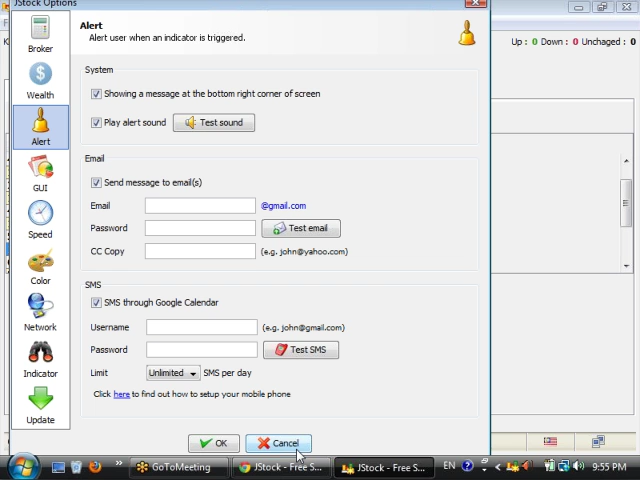 JStock Options
Broker
Wealth
Alert
GUI
Speed
Color
Network
Indicator
Update
Alert
Alert user when an indicator is triggered.
System
Showing a message at the bottom right corner of screen
Play alert sound
Test sound
Email
Send message to email(s)
Email
@gmail.com
Password
Test email
CC Copy
(e.g. john@yahoo.com)
SMS
SMS through Google Calendar
Username
(e.g. john@gmail.com)
Password
Test SMS
Limit
Unlimited
SMS per day
Click here to find out how to setup your mobile phone
OK
Cancel
Up : 0 Down : 0 Unchaged : 0
GoToMeeting
JStock - Free S...
JStock - Free S...
EN
9:55 PM